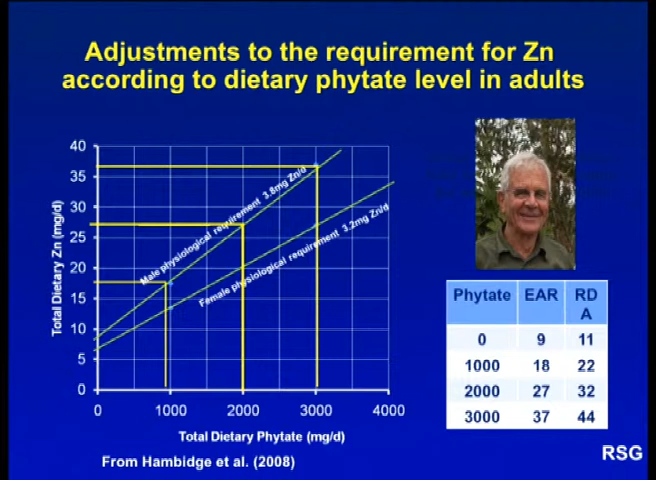 Adjustments to the requirement for Zn
according to dietary phytate level in adults
Total Dietary Zn (mg/d)
40
35
30
25
20
15
10
5
0
Male physiological requirement 3.8mg Zn/d
Female physiological requirement 3.2mg Zn/d
0 1000 2000 3000 4000
Total Dietary Phytate (mg/d)
From Hambidge et al. (2008)
Phytate EAR RD
A
0 9 11
1000 18 22
2000 27 32
3000 37 44
RSG